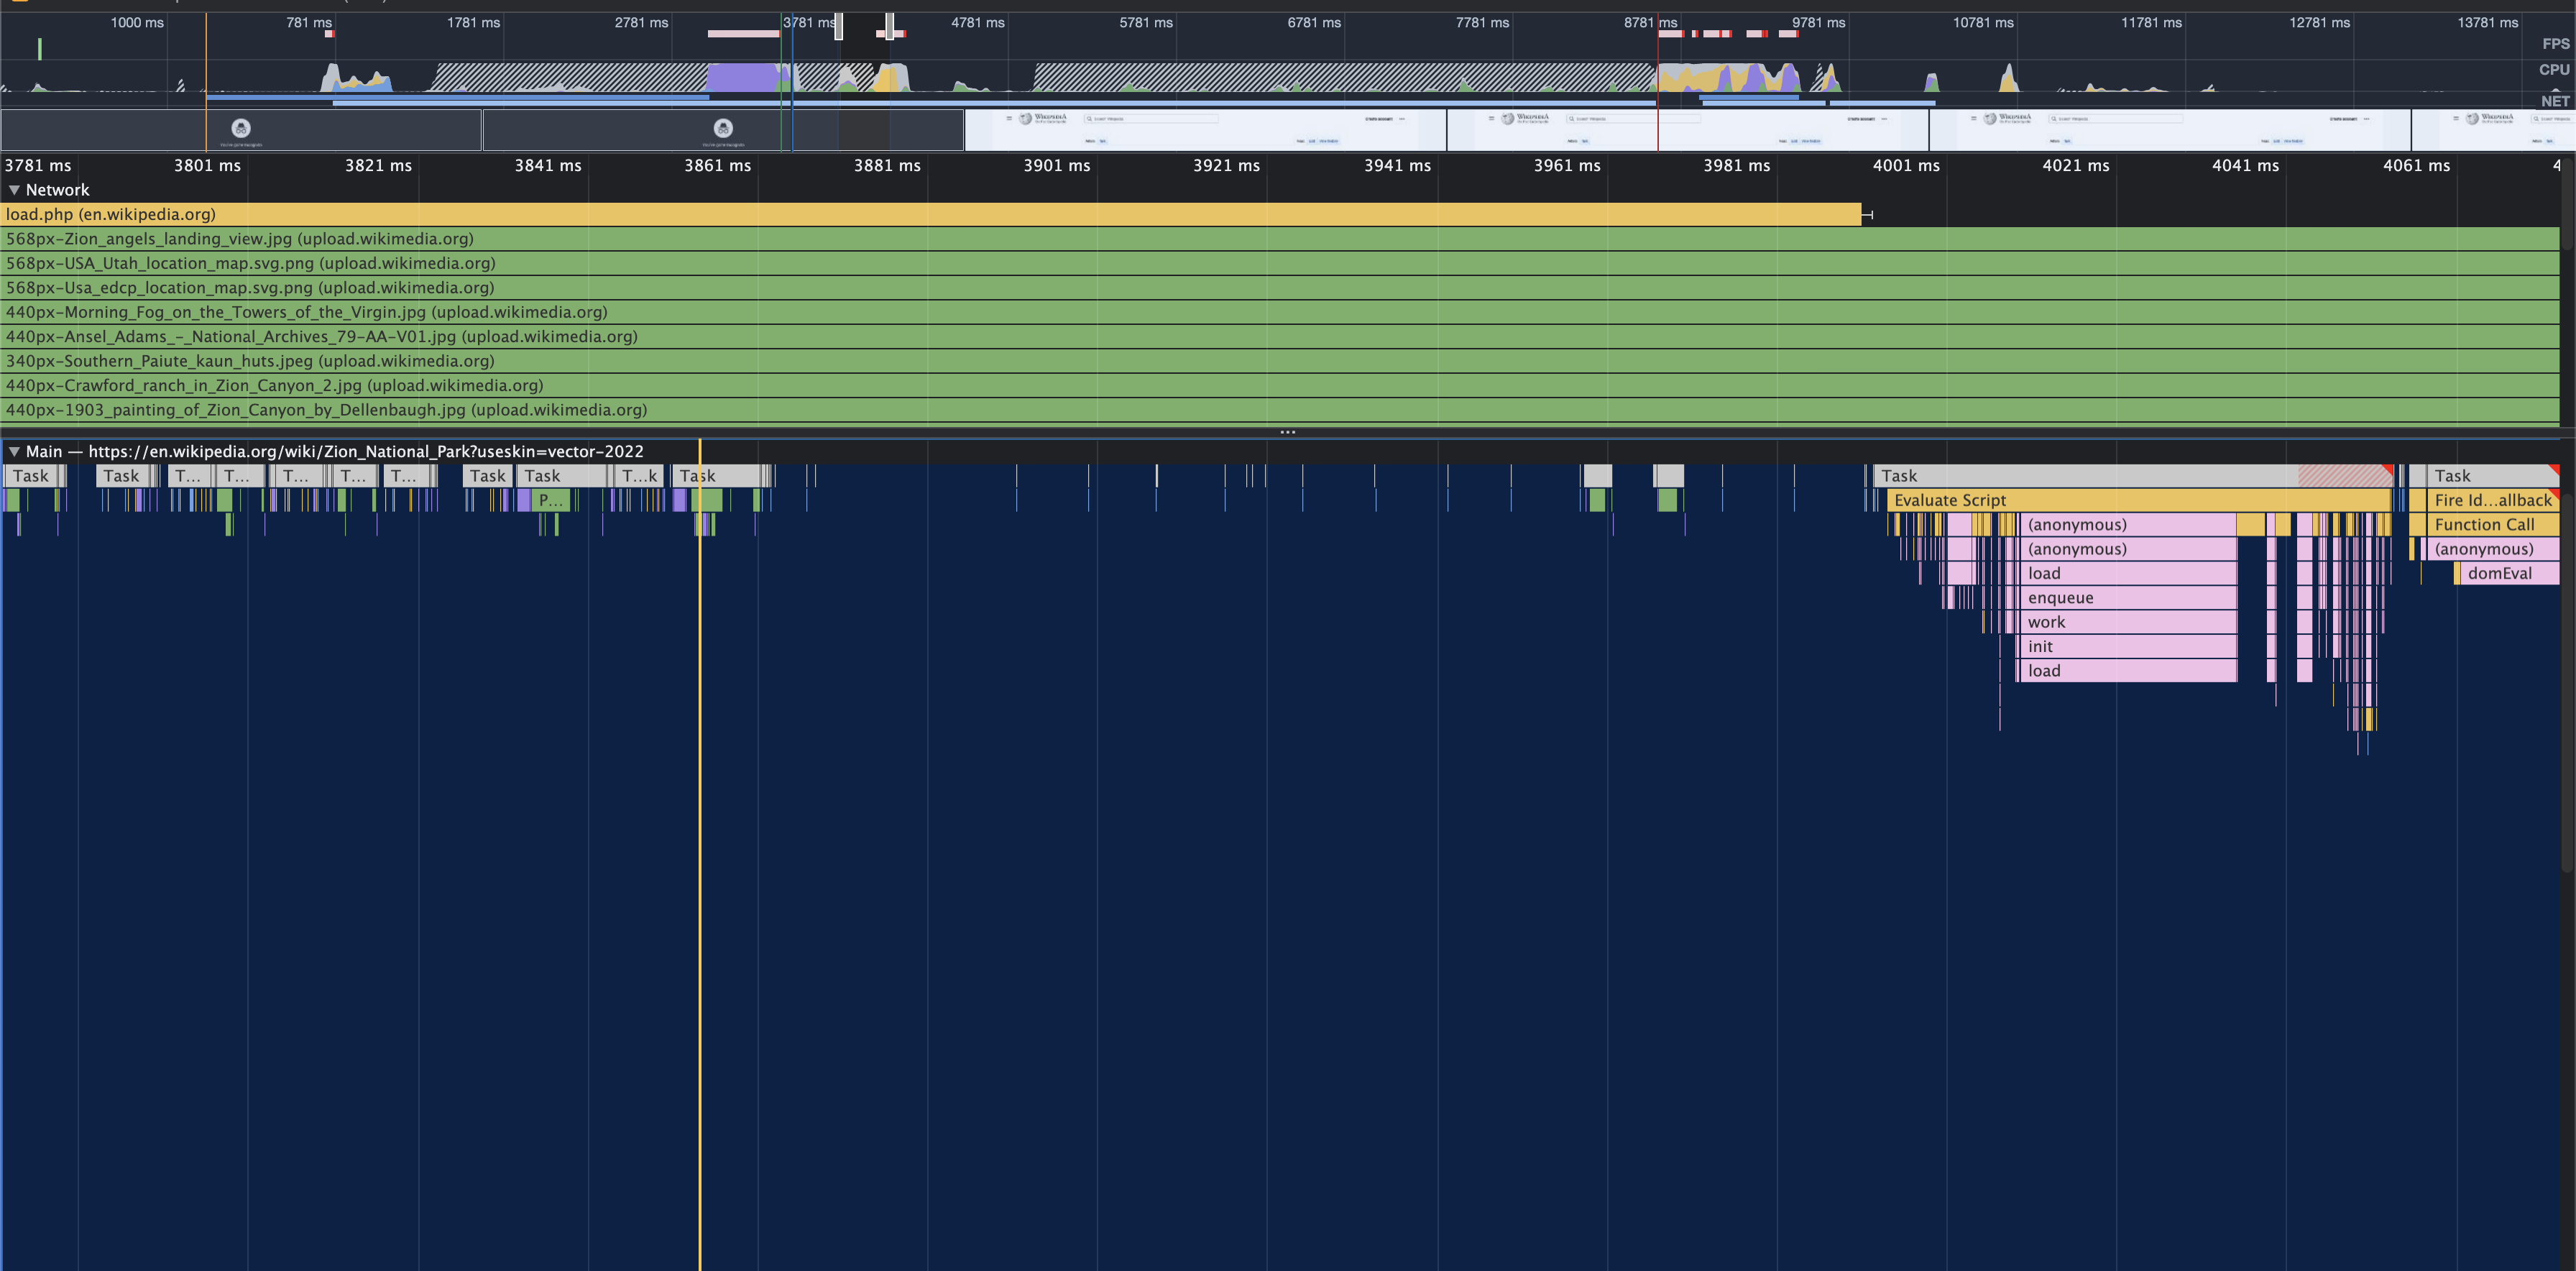 1000 ms 781 ms 1781 ms 2781 ms 3781 ms 4781 ms 5781 ms 6781 ms 7781 ms 8781 ms 9781 ms 10781 ms 11781 ms 12781 ms 13781 ms
FPS
CPU
NET
WIKIPEDIA WIKIPEDIA WIKIPEDIA WIKIPEDIA
3781 ms 3801 ms 3821 ms 3841 ms 3861 ms 3881 ms 3901 ms 3921 ms 3941 ms 3961 ms 3981 ms 4001 ms 4021 ms 4041 ms 4061 ms 4
▼ Network
load.php (en.wikipedia.org)
568px-Zion_angels_landing_view.jpg (upload.wikimedia.org)
568px-USA_Utah_location_map.svg.png (upload.wikimedia.org)
568px-Usa_edcp_location_map.svg.png (upload.wikimedia.org)
440px-Morning_Fog_on_the_Towers_of_the_Virgin.jpg (upload.wikimedia.org)
440px-Ansel_Adams_-_National_Archives_79-AA-V01.jpg (upload.wikimedia.org)
340px-Southern_Paiute_kaun_huts.jpeg (upload.wikimedia.org)
440px-Crawford_ranch_in_Zion_Canyon_2.jpg (upload.wikimedia.org)
440px-1903_painting_of_Zion_Canyon_by_Dellenbaugh.jpg (upload.wikimedia.org)
▼ Main — https://en.wikipedia.org/wiki/Zion_National_Park?useskin=vector-2022
Task Task T… T… T… T… T… Task Task T…k Task Task Task
P… Evaluate Script Fire Id…allback
(anonymous) Function Call
(anonymous) (anonymous)
load domEval
enqueue
work
init
load